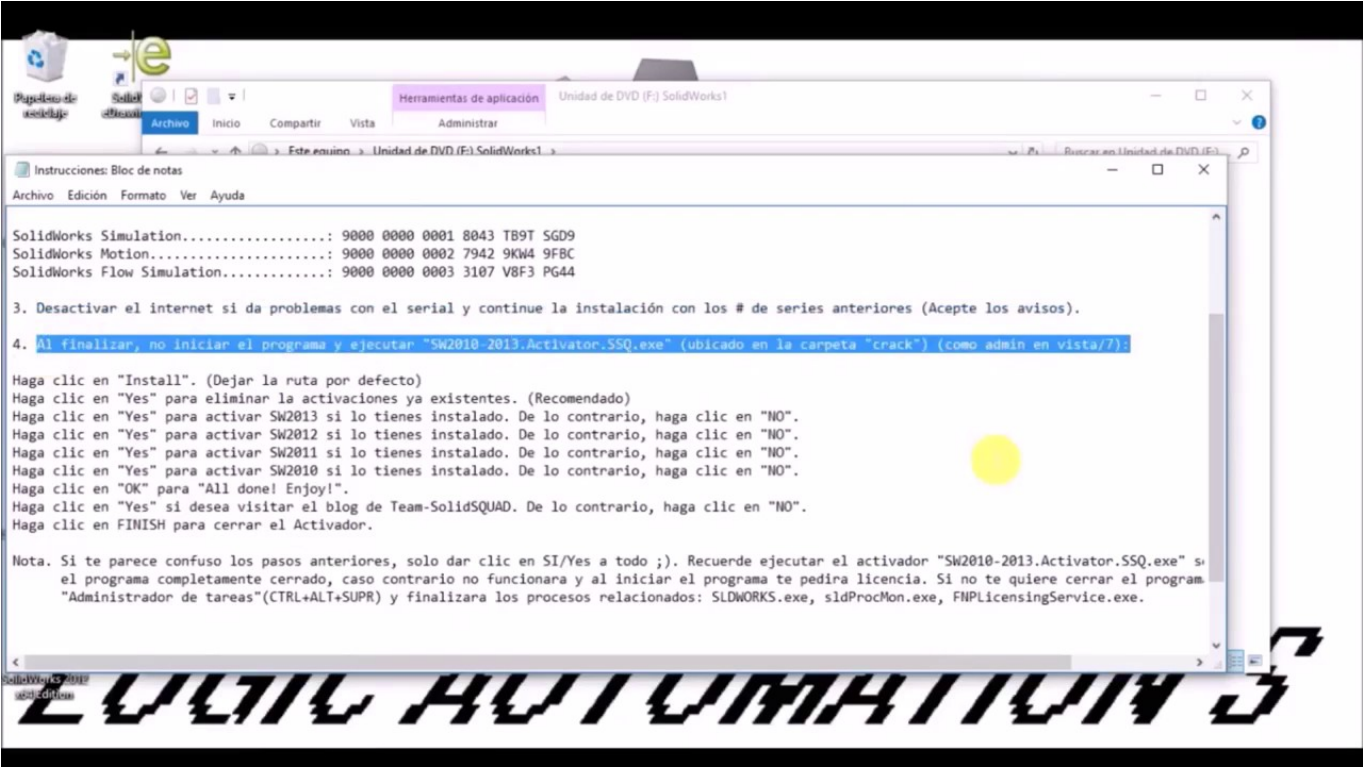 Papelera de reciclaje
Herramientas de aplicación
Unidad de DVD (F:) SolidWorks1
Archivo Inicio Compartir Vista Administrar
Este equipo > Unidad de DVD (F:) SolidWorks1 >
Buscar en Unidad de DVD (F:)
Instrucciones: Bloc de notas
Archivo Edición Formato Ver Ayuda
SolidWorks Simulation..................: 9000 0000 0001 8043 TB9T SGD9
SolidWorks Motion......................: 9000 0000 0002 7942 9KW4 9FBC
SolidWorks Flow Simulation.............: 9000 0000 0003 3107 V8F3 PG44
3. Desactivar el internet si da problemas con el serial y continue la instalación con los # de series anteriores (Acepte los avisos).
4. Al finalizar, no iniciar el programa y ejecutar "SW2010-2013.Activator.SSQ.exe" (ubicado en la carpeta "crack") (como admin en vista/7):
Haga clic en "Install". (Dejar la ruta por defecto)
Haga clic en "Yes" para eliminar la activaciones ya existentes. (Recomendado)
Haga clic en "Yes" para activar SW2013 si lo tienes instalado. De lo contrario, haga clic en "NO".
Haga clic en "Yes" para activar SW2012 si lo tienes instalado. De lo contrario, haga clic en "NO".
Haga clic en "Yes" para activar SW2011 si lo tienes instalado. De lo contrario, haga clic en "NO".
Haga clic en "Yes" para activar SW2010 si lo tienes instalado. De lo contrario, haga clic en "NO".
Haga clic en "OK" para "All done! Enjoy!".
Haga clic en "Yes" si desea visitar el blog de Team-SolidSQUAD. De lo contrario, haga clic en "NO".
Haga clic en FINISH para cerrar el Activador.
Nota. Si te parece confuso los pasos anteriores, solo dar clic en SI/Yes a todo ;). Recuerde ejecutar el activador "SW2010-2013.Activator.SSQ.exe"
el programa completamente cerrado, caso contrario no funcionara y al iniciar el programa te pedira licencia. Si no te quiere cerrar el program
"Administrador de tareas"(CTRL+ALT+SUPR) y finalizara los procesos relacionados: SLDWORKS.exe, sldProcMon.exe, FNPLicensingService.exe.
x64 Edition
LOGIC AUTOMATION S